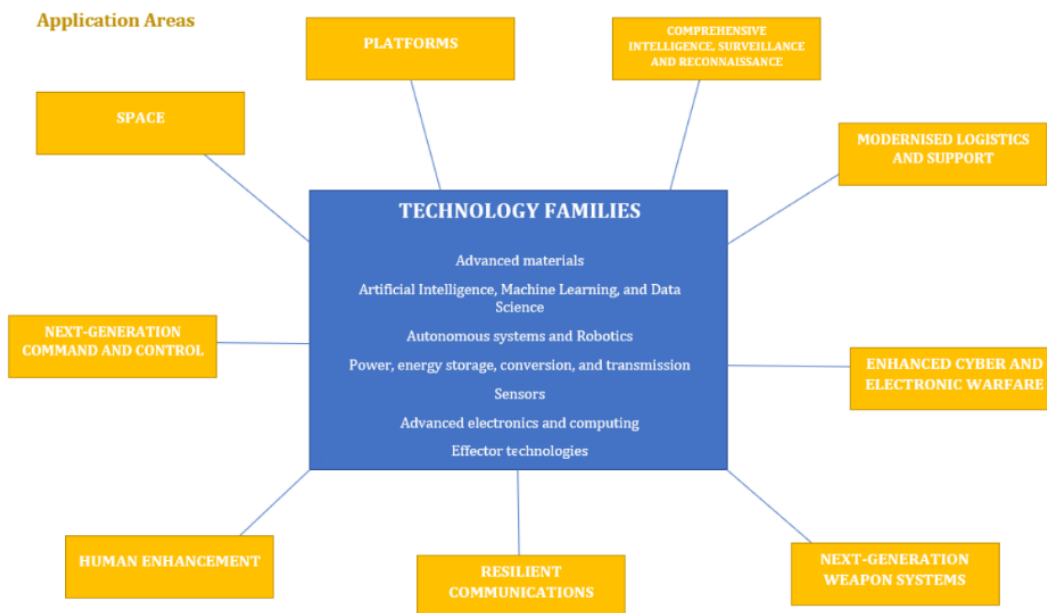 Application Areas
PLATFORMS
COMPREHENSIVE
INTELLIGENCE, SURVEILLANCE
AND RECONNAISSANCE
SPACE
MODERNISED LOGISTICS
AND SUPPORT
TECHNOLOGY FAMILIES
Advanced materials
Artificial Intelligence, Machine Learning, and Data
Science
Autonomous systems and Robotics
Power, energy storage, conversion, and transmission
Sensors
Advanced electronics and computing
Effector technologies
NEXT-GENERATION
COMMAND AND CONTROL
ENHANCED CYBER AND
ELECTRONIC WARFARE
HUMAN ENHANCEMENT
RESILIENT
COMMUNICATIONS
NEXT-GENERATION
WEAPON SYSTEMS